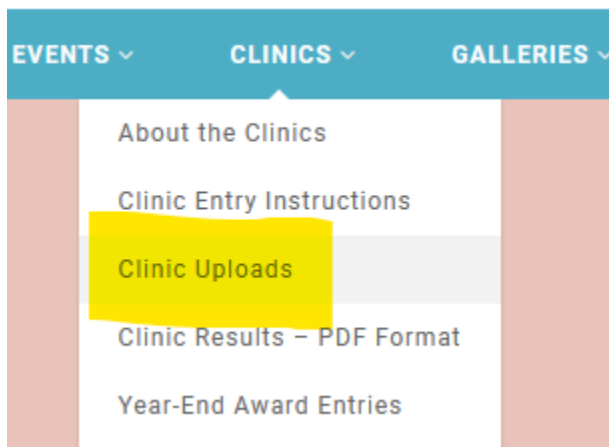 EVENTS CLINICS GALLERIES
About the Clinics
Clinic Entry Instructions
Clinic Uploads
Clinic Results – PDF Format
Year-End Award Entries